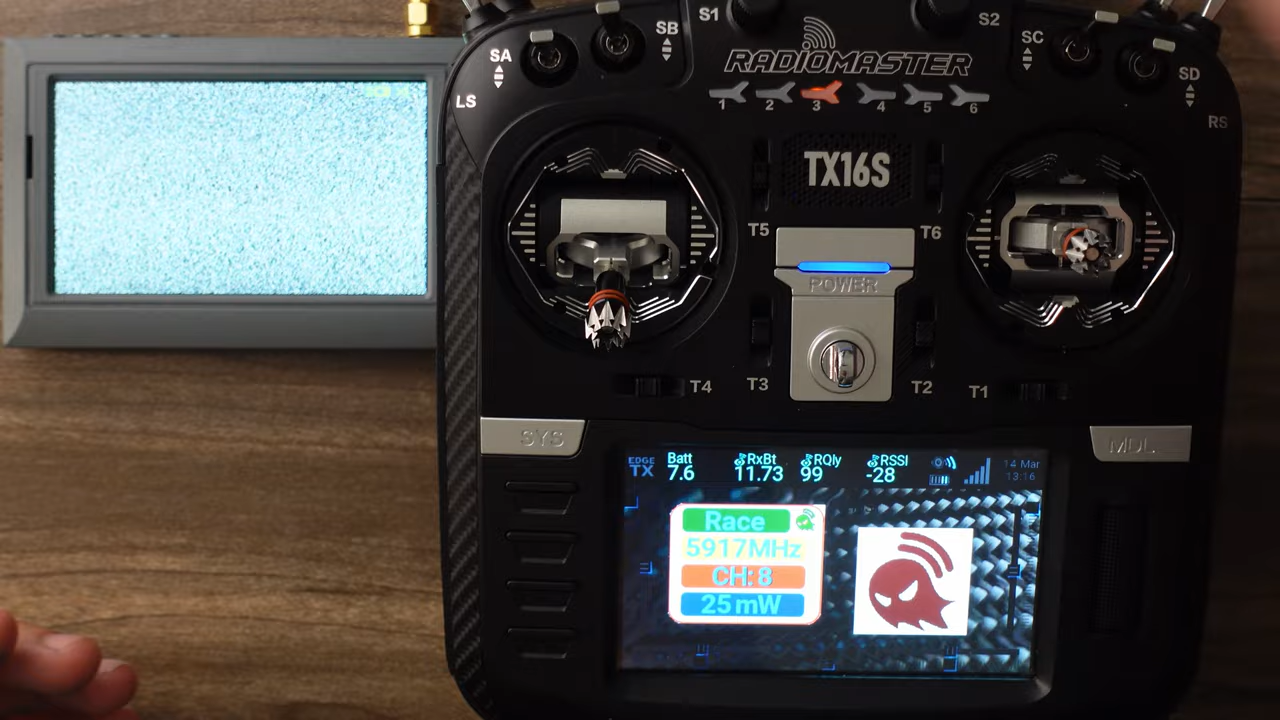 S1
S2
SA
SB
SC
SD
LS
RS
RADIOMASTER
1 2 3 4 5 6
TX16S
T5
T6
POWER
T4
T3
T2
T1
SYS
MDL
EDGE
TX
Batt
7.6
RxBt
11.73
RQly
99
RSSI
-28
14 Mar
13:16
Race
5917MHz
CH: 8
25 mW